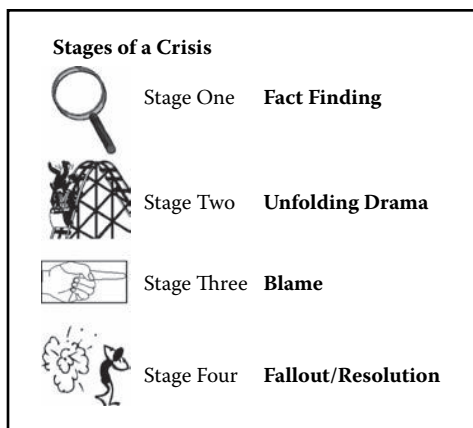 Stages of a Crisis
Stage One Fact Finding
Stage Two Unfolding Drama
Stage Three Blame
Stage Four Fallout/Resolution